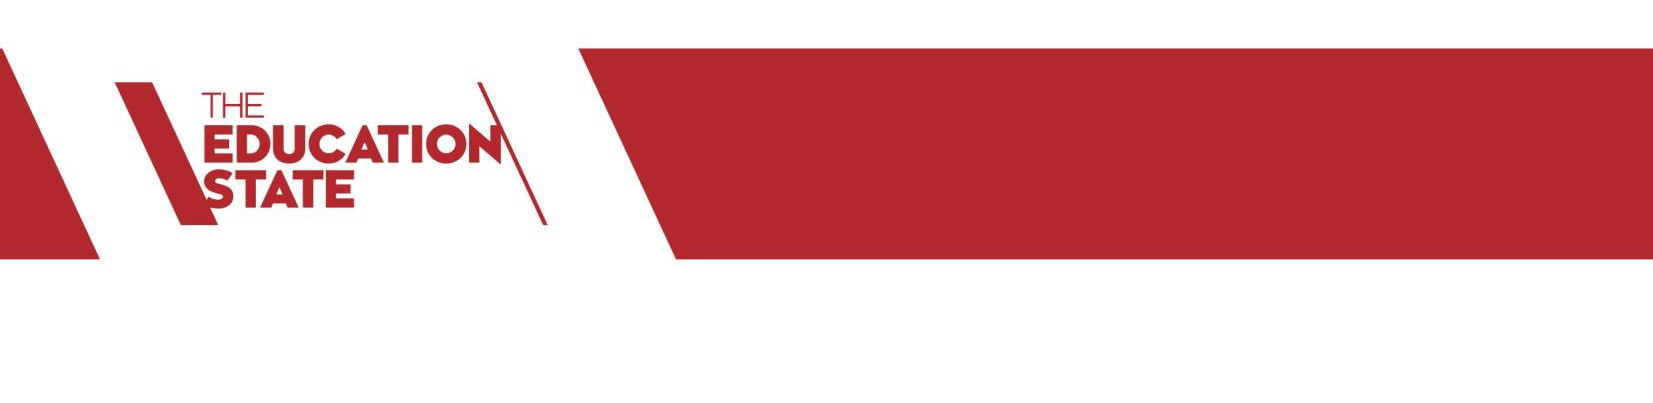 THE
EDUCATION
STATE